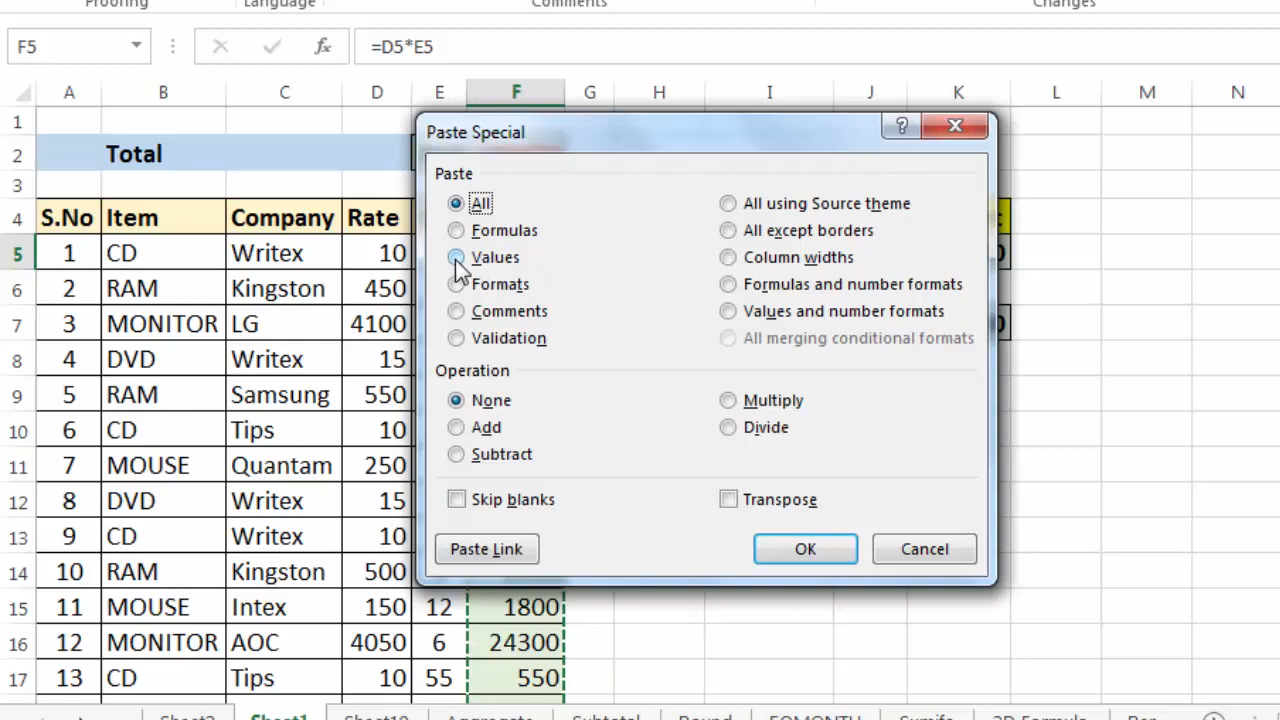 Proofing Language Comments Changes
F5 fx =D5*E5
A B C D E F G H I J K L M N
1
2 Total
3
4 S.No Item Company Rate
5 1 CD Writex 10
6 2 RAM Kingston 450
7 3 MONITOR LG 4100
8 4 DVD Writex 15
9 5 RAM Samsung 550
10 6 CD Tips 10
11 7 MOUSE Quantam 250
12 8 DVD Writex 15
13 9 CD Writex 10
14 10 RAM Kingston 500
15 11 MOUSE Intex 150 12 1800
16 12 MONITOR AOC 4050 6 24300
17 13 CD Tips 10 55 550
Paste Special ?
Paste
All All using Source theme
Formulas All except borders
Values Column widths
Formats Formulas and number formats
Comments Values and number formats
Validation All merging conditional formats
Operation
None Multiply
Add Divide
Subtract
Skip blanks Transpose
Paste Link OK Cancel
Sheet1 Sheet10 Aggregate Subtotal Round EOMONTH Sumifs 3D Formula